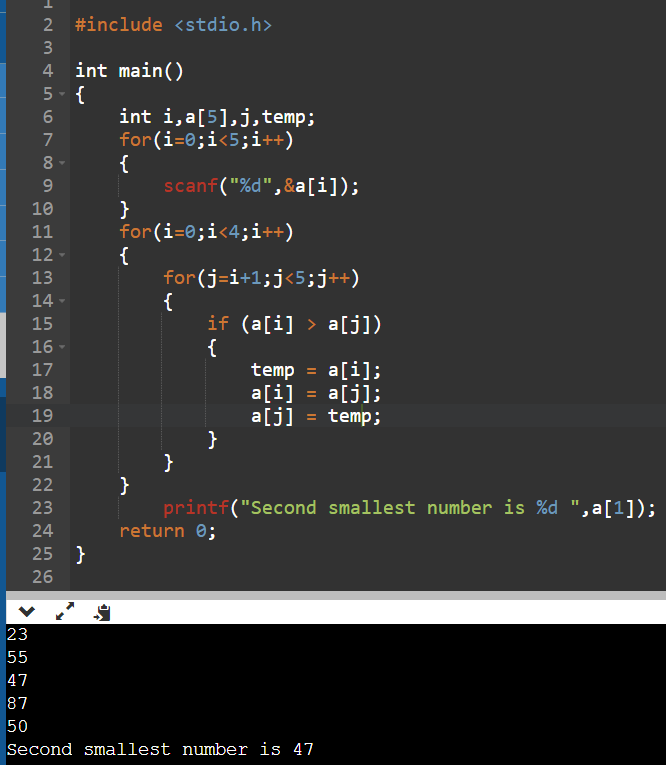 1
2 #include <stdio.h>
3
4 int main()
5 {
6 int i,a[5],j,temp;
7 for(i=0;i<5;i++)
8 {
9 scanf("%d",&a[i]);
10 }
11 for(i=0;i<4;i++)
12 {
13 for(j=i+1;j<5;j++)
14 {
15 if (a[i] > a[j])
16 {
17 temp = a[i];
18 a[i] = a[j];
19 a[j] = temp;
20 }
21 }
22 }
23 printf("Second smallest number is %d ",a[1]);
24 return 0;
25 }
26
23
55
47
87
50
Second smallest number is 47